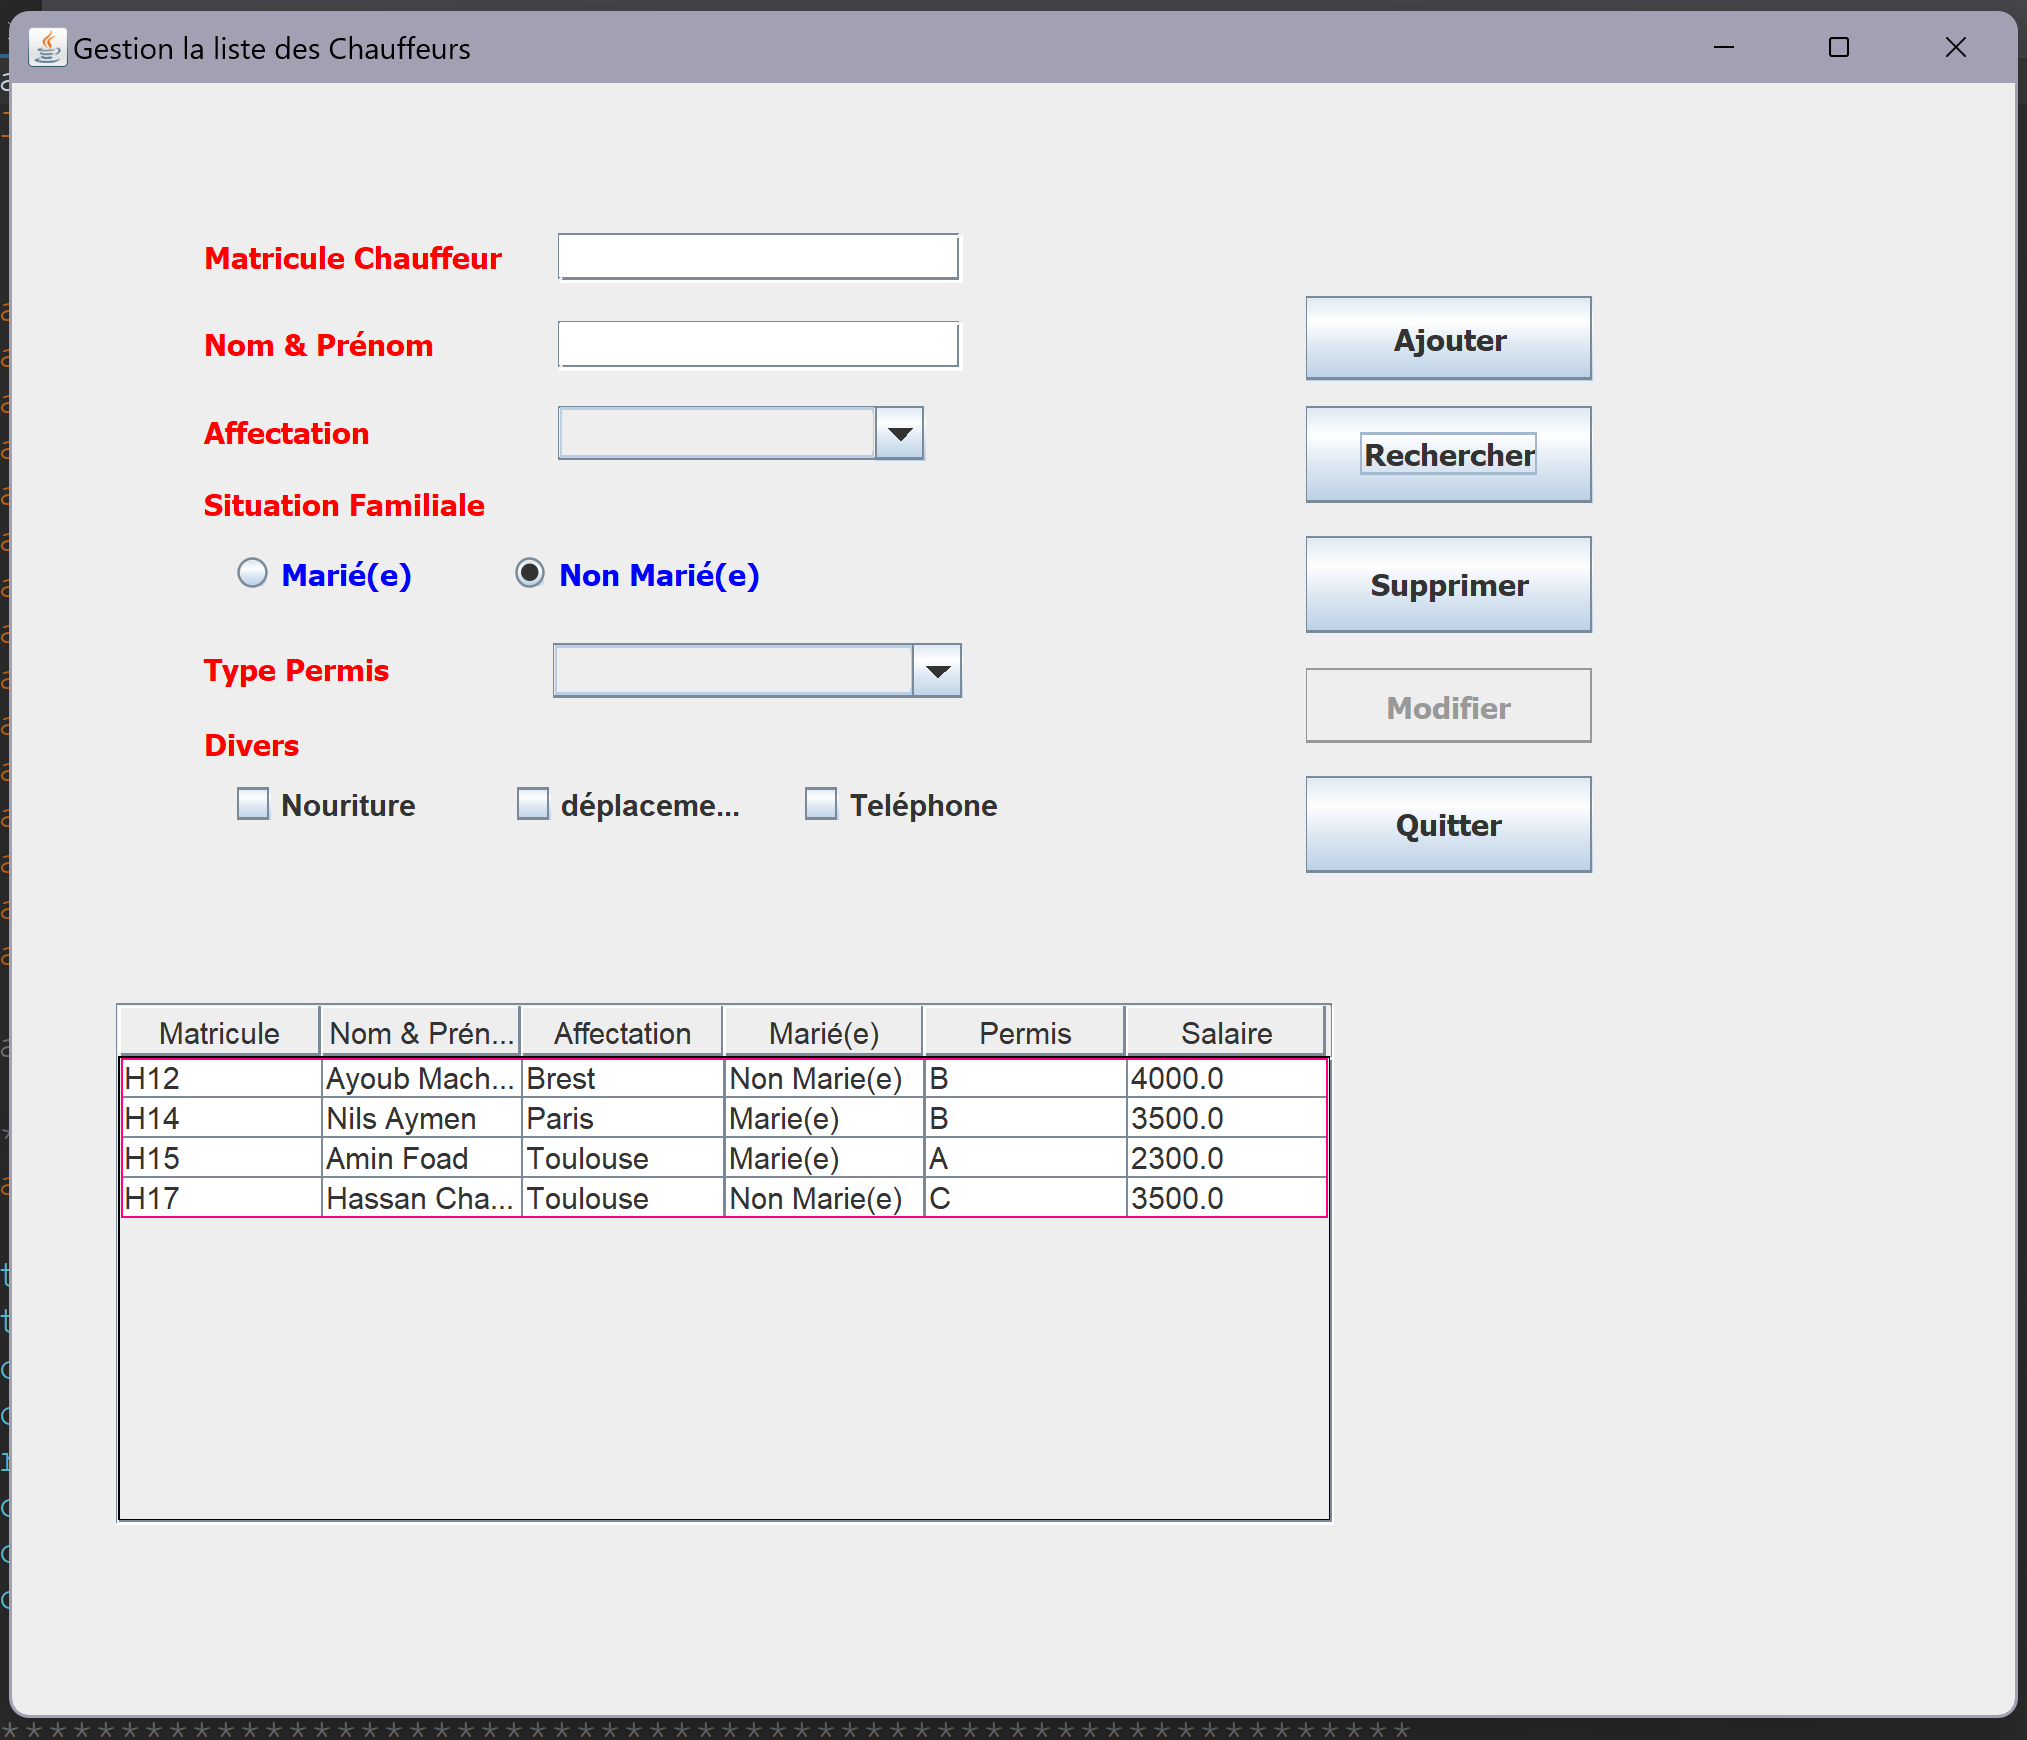 Gestion la liste des Chauffeurs
Matricule Chauffeur
Nom & Prénom
Affectation
Situation Familiale
Marié(e) Non Marié(e)
Type Permis
Divers
Nouriture déplaceme... Teléphone
Ajouter
Rechercher
Supprimer
Modifier
Quitter
Matricule Nom & Prén... Affectation Marié(e) Permis Salaire
H12 Ayoub Mach... Brest Non Marie(e) B 4000.0
H14 Nils Aymen Paris Marie(e) B 3500.0
H15 Amin Foad Toulouse Marie(e) A 2300.0
H17 Hassan Cha... Toulouse Non Marie(e) C 3500.0